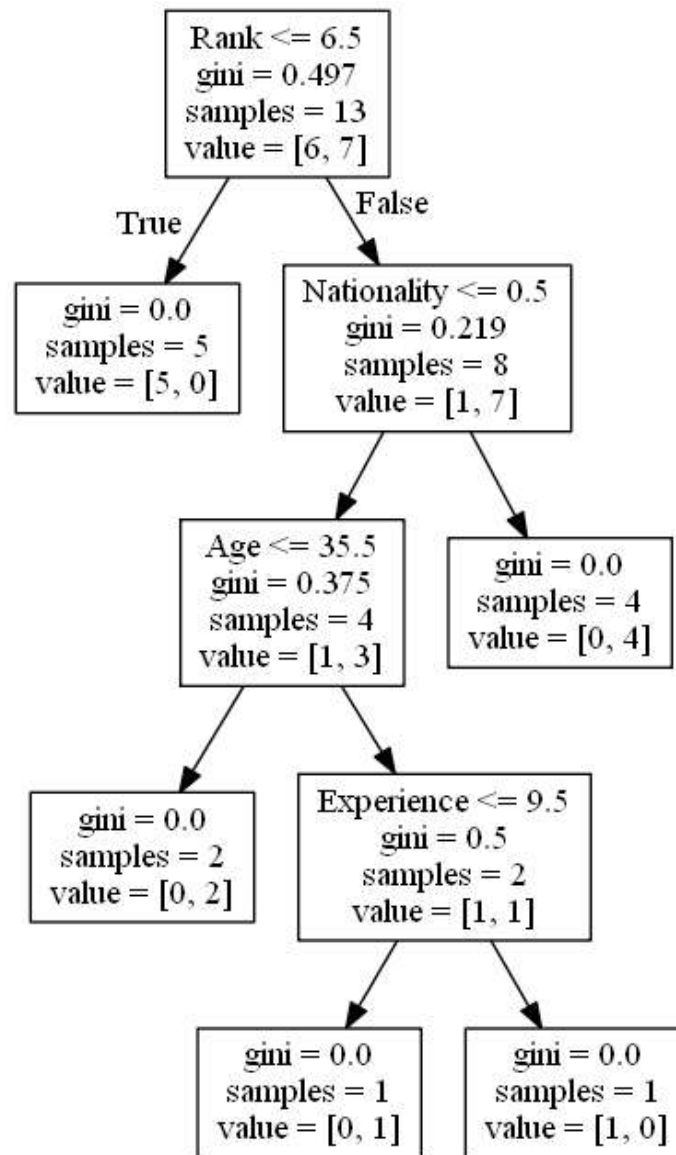 Rank <= 6.5
gini = 0.497
samples = 13
value = [6, 7]
True
False
gini = 0.0
samples = 5
value = [5, 0]
Nationality <= 0.5
gini = 0.219
samples = 8
value = [1, 7]
Age <= 35.5
gini = 0.375
samples = 4
value = [1, 3]
gini = 0.0
samples = 4
value = [0, 4]
gini = 0.0
samples = 2
value = [0, 2]
Experience <= 9.5
gini = 0.5
samples = 2
value = [1, 1]
gini = 0.0
samples = 1
value = [0, 1]
gini = 0.0
samples = 1
value = [1, 0]